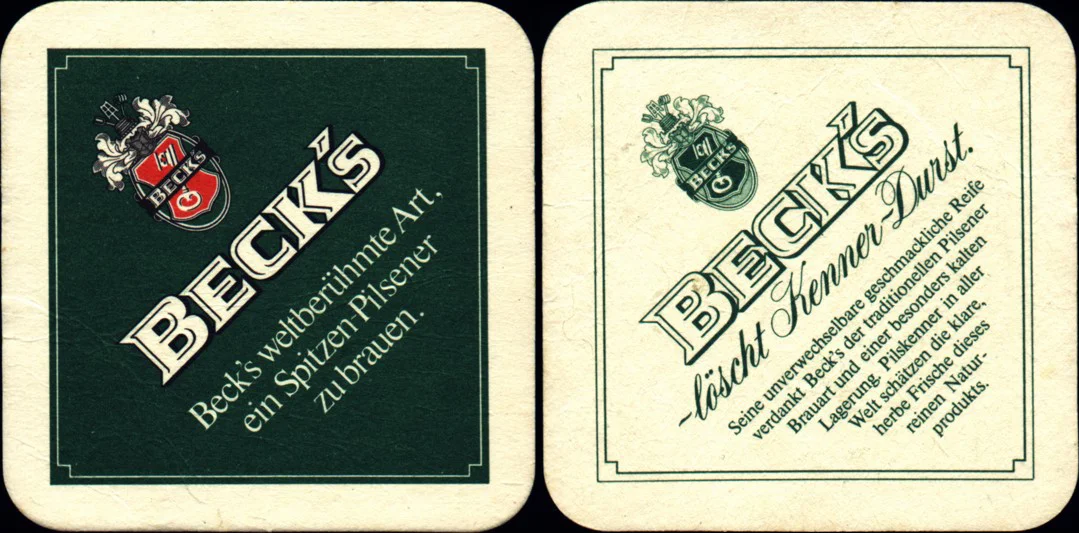 BECK'S
BECK'S
Beck's weltberühmte Art,
ein Spitzen-Pilsener
zu brauen.
BECK'S
BECK'S
-löscht Kenner-Durst.
Seine unverwechselbare geschmackliche Reife
verdankt Beck's der traditionellen Pilsener
Brauart und einer besonders kalten
Lagerung. Pilskenner in aller
Welt schätzen die klare,
herbe Frische dieses
reinen Natur-
produkts.